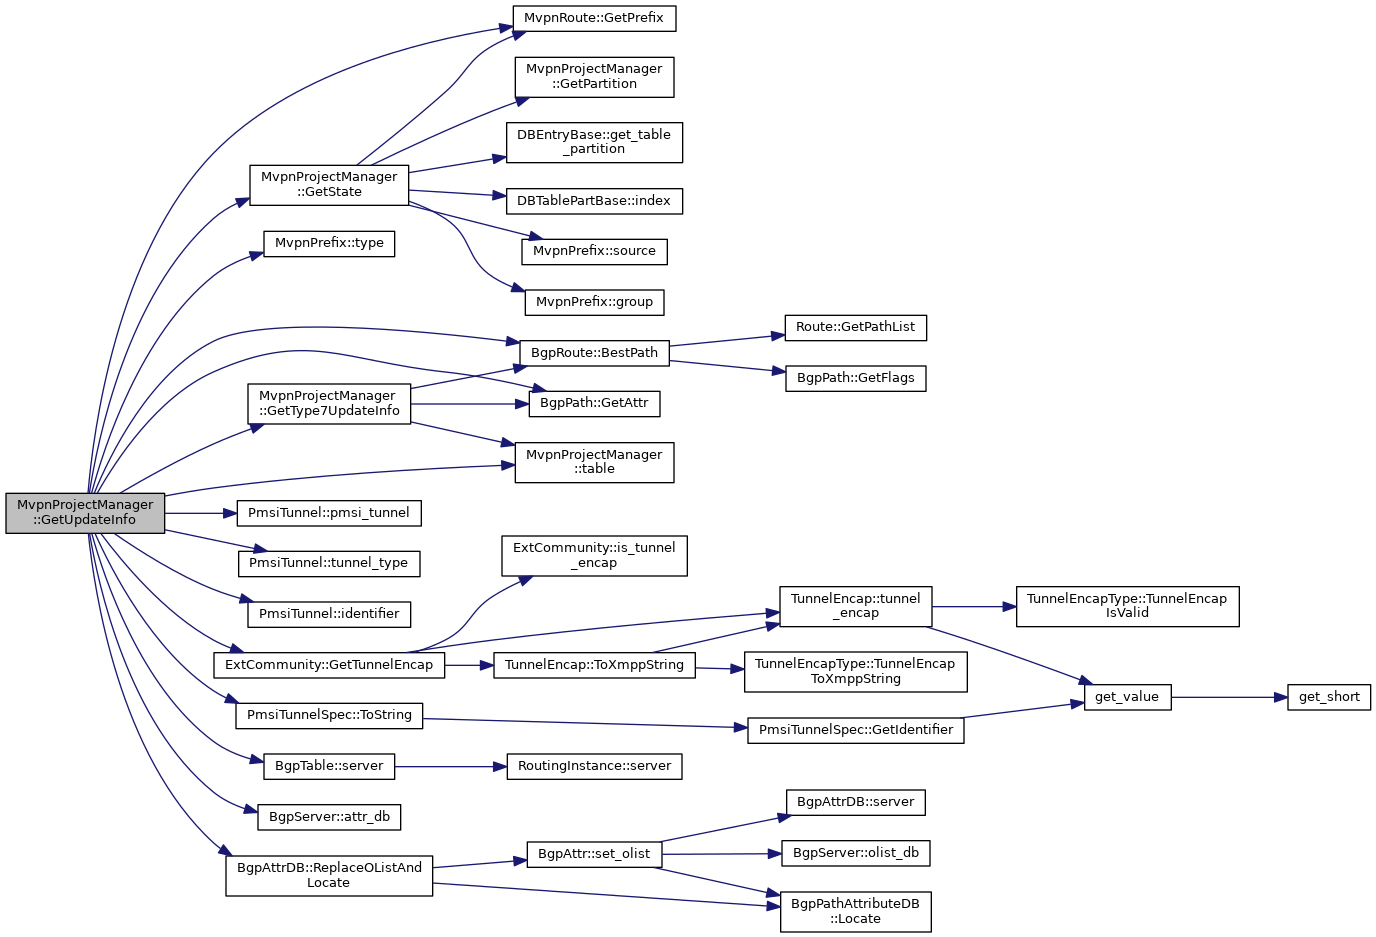 MvpnRoute::GetPrefix
MvpnProjectManager
::GetPartition
DBEntryBase::get_table
_partition
MvpnProjectManager
::GetState
DBTablePartBase::index
MvpnPrefix::type
MvpnPrefix::source
MvpnPrefix::group
Route::GetPathList
BgpRoute::BestPath
BgpPath::GetFlags
MvpnProjectManager
::GetType7UpdateInfo
BgpPath::GetAttr
MvpnProjectManager
::table
MvpnProjectManager
::GetUpdateInfo
PmsiTunnel::pmsi_tunnel
PmsiTunnel::tunnel_type
ExtCommunity::is_tunnel
_encap
PmsiTunnel::identifier
TunnelEncap::tunnel
_encap
TunnelEncapType::TunnelEncap
IsValid
ExtCommunity::GetTunnelEncap
TunnelEncap::ToXmppString
TunnelEncapType::TunnelEncap
ToXmppString
get_value
get_short
PmsiTunnelSpec::ToString
PmsiTunnelSpec::GetIdentifier
BgpTable::server
RoutingInstance::server
BgpServer::attr_db
BgpAttrDB::server
BgpAttrDB::ReplaceOListAnd
Locate
BgpAttr::set_olist
BgpServer::olist_db
BgpPathAttributeDB
::Locate